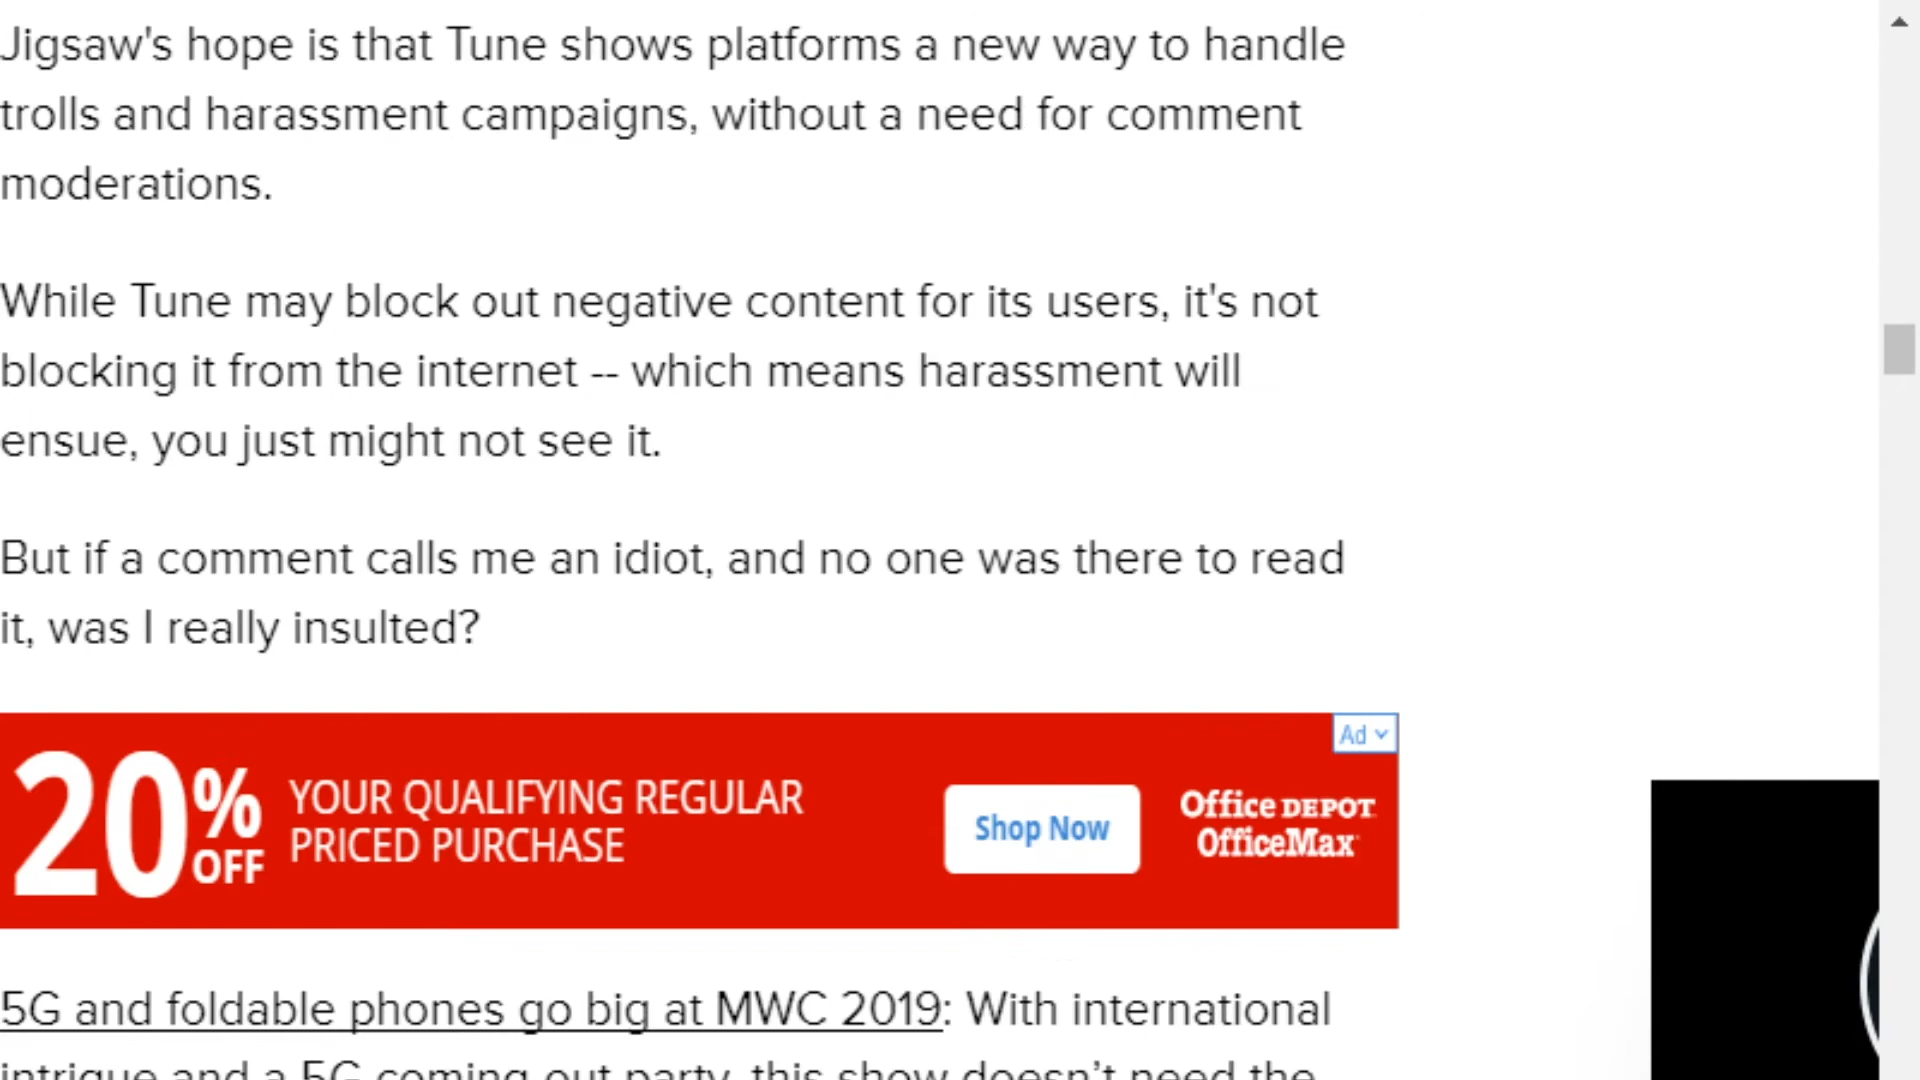 Jigsaw's hope is that Tune shows platforms a new way to handle
trolls and harassment campaigns, without a need for comment
moderations.
While Tune may block out negative content for its users, it's not
blocking it from the internet -- which means harassment will
ensue, you just might not see it.
But if a comment calls me an idiot, and no one was there to read
it, was I really insulted?
Ad
20% OFF
YOUR QUALIFYING REGULAR
PRICED PURCHASE
Shop Now
Office DEPOT
OfficeMax
5G and foldable phones go big at MWC 2019: With international
intrigue and a 5G coming out party, this show doesn't need the